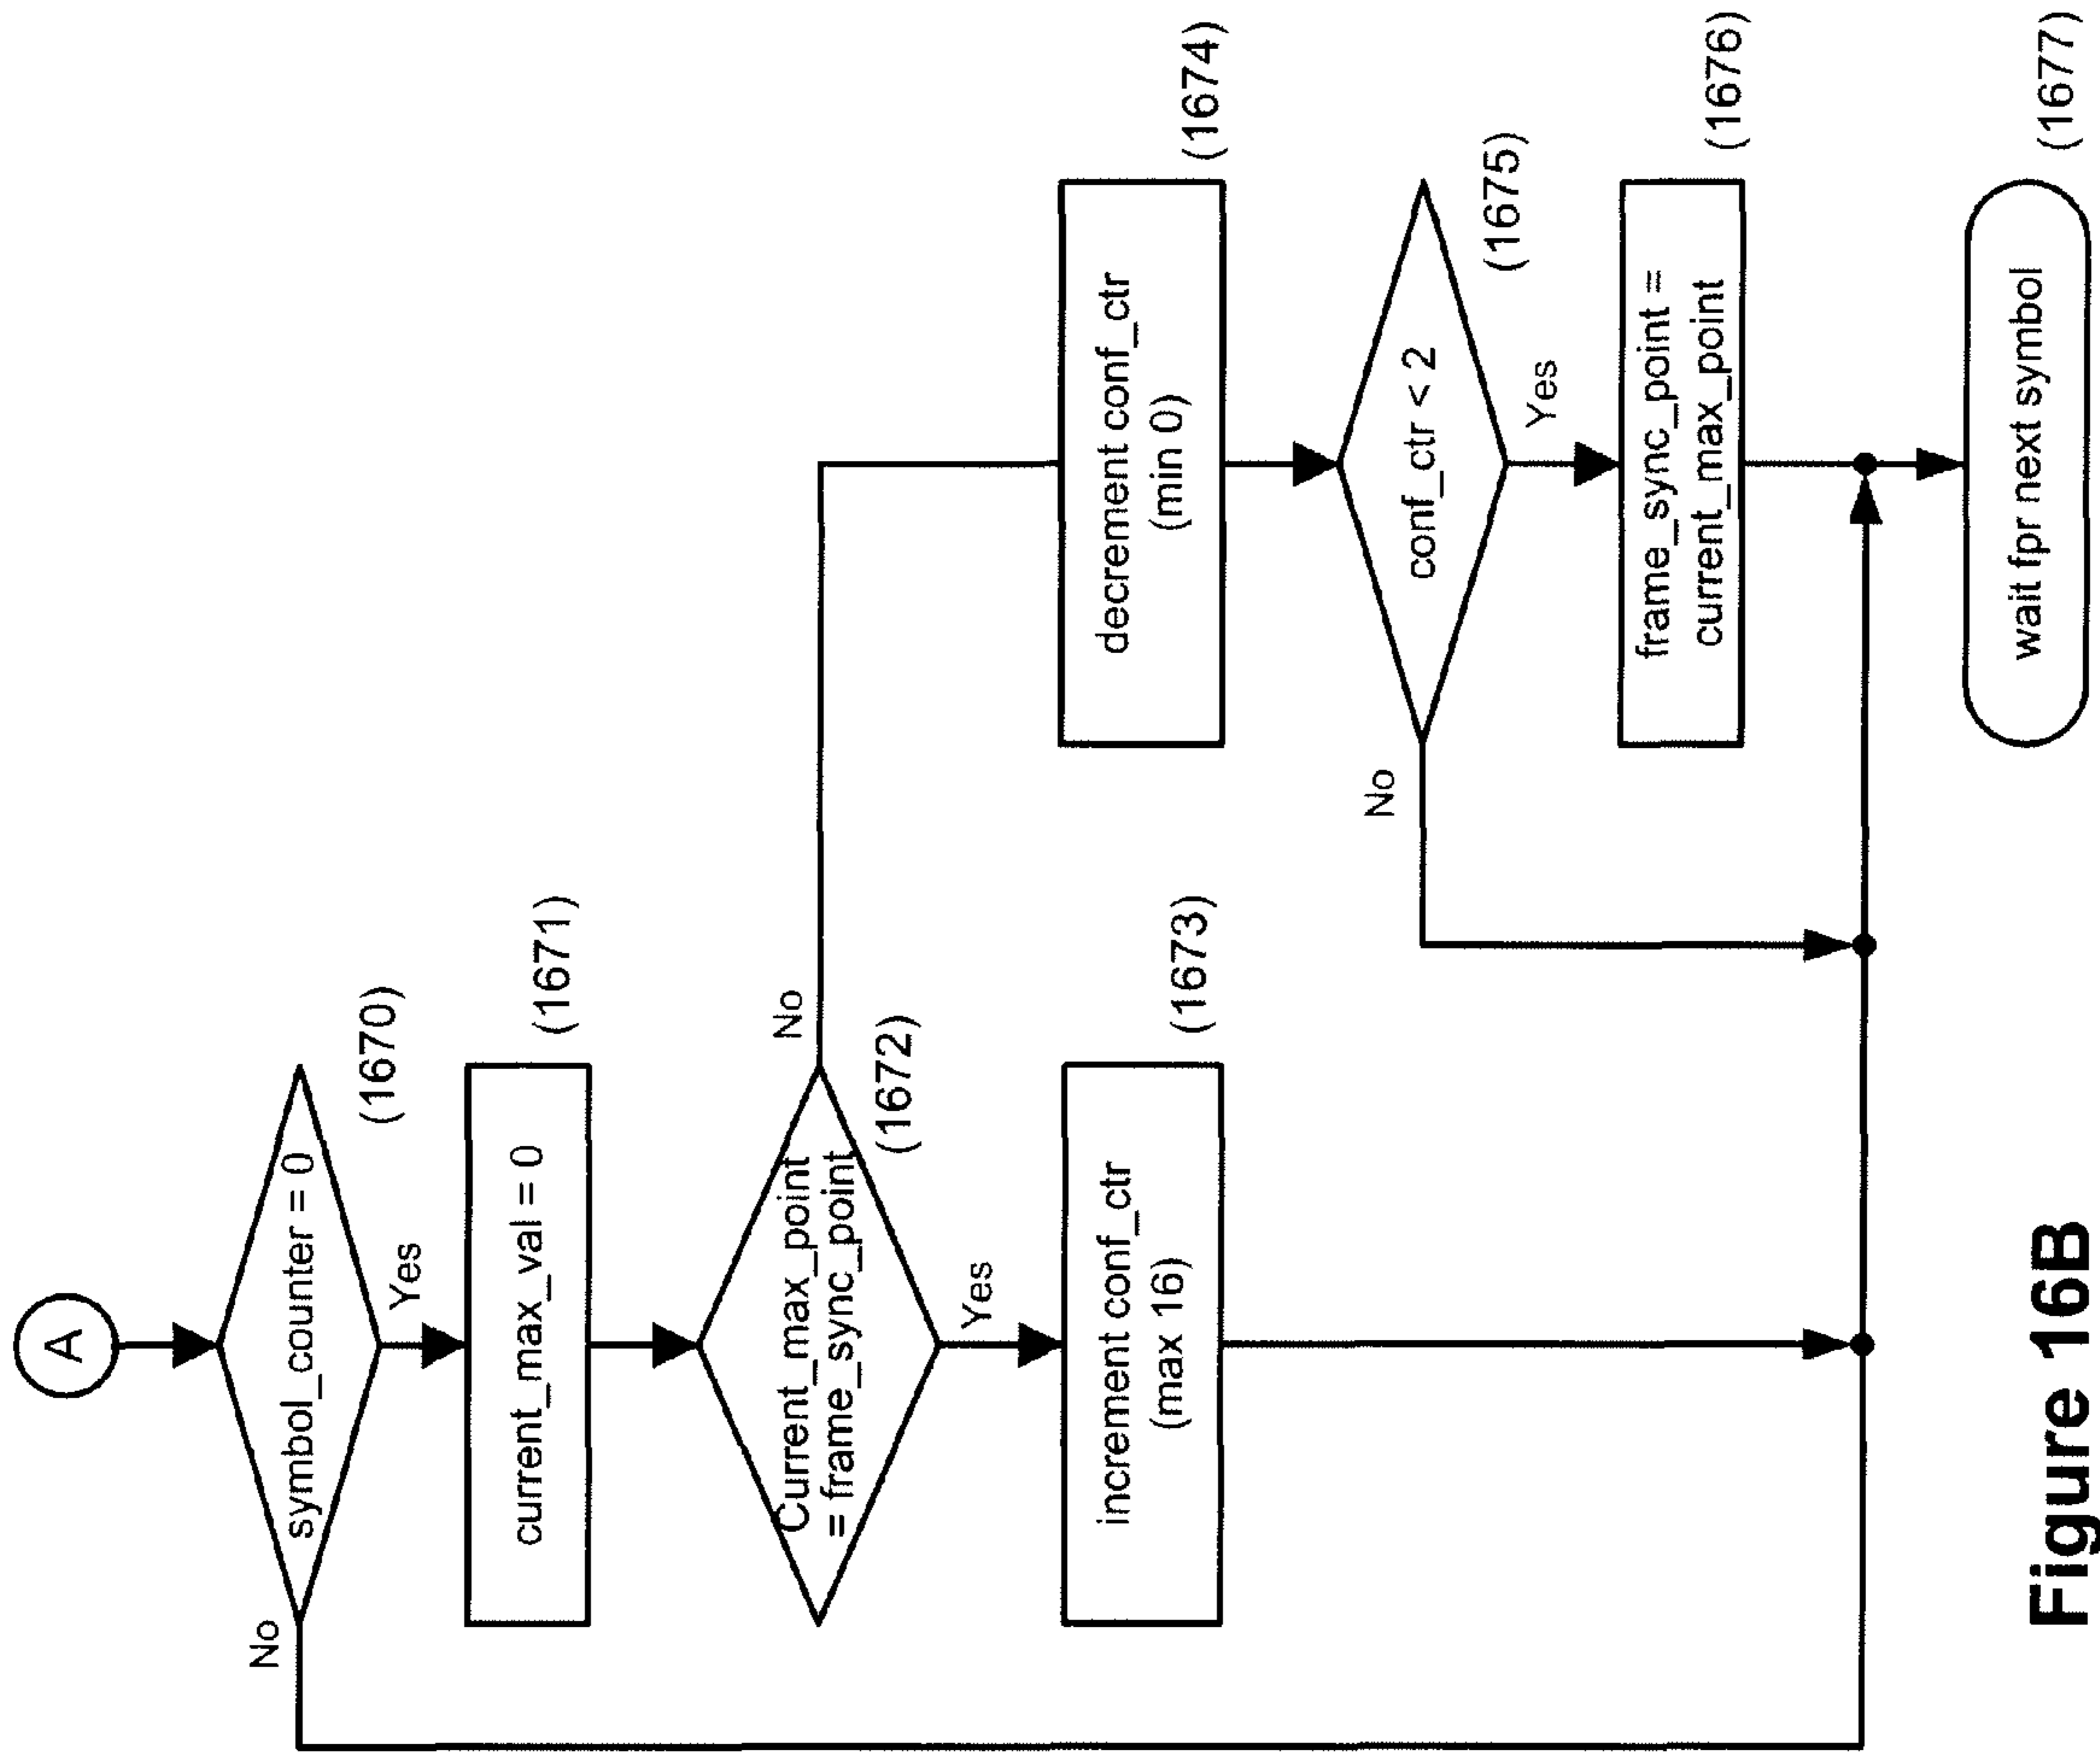 A
symbol_counter = 0
(1670)
No
Yes
current_max_val = 0
(1671)
Current_max_point
= frame_sync_point
(1672)
No
Yes
increment conf_ctr
(max 16)
(1673)
decrement conf_ctr
(min 0)
(1674)
conf_ctr < 2
(1675)
No
Yes
frame_sync_point =
current_max_point
(1676)
wait fpr next symbol
(1677)
Figure 16B